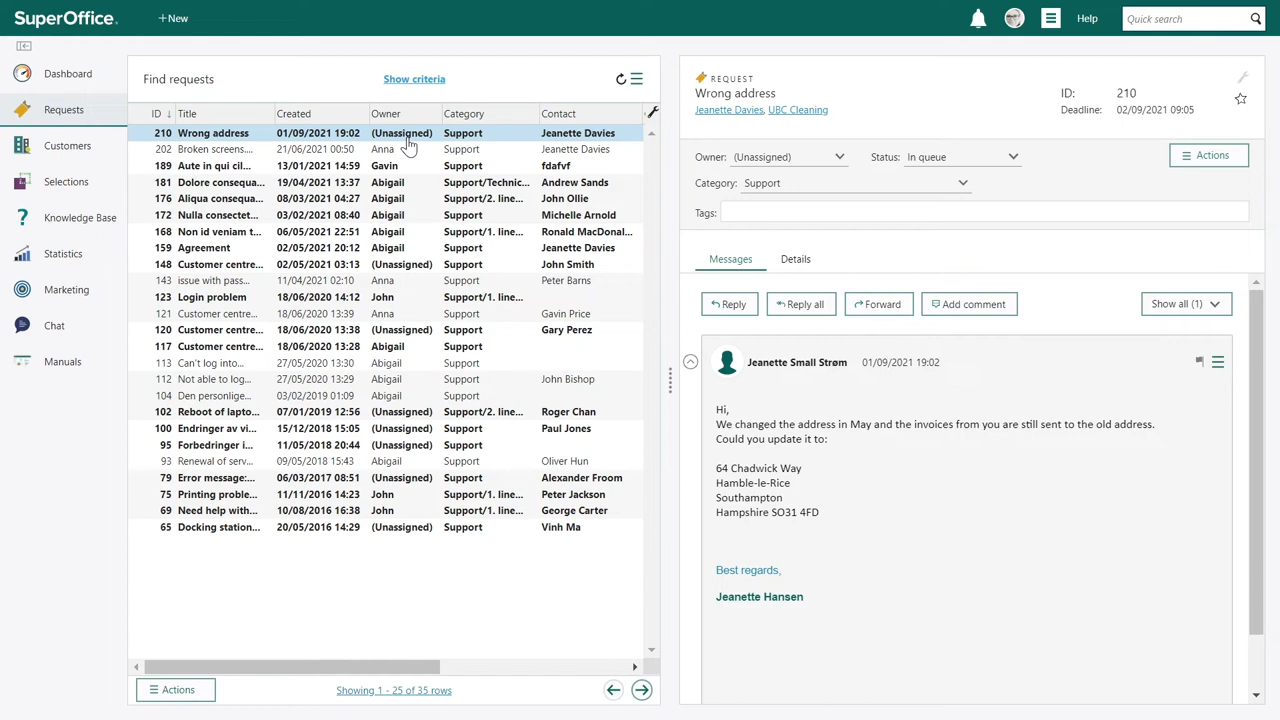 SuperOffice.
+New
Help
Quick search
Dashboard
Requests
Customers
Selections
Knowledge Base
Statistics
Marketing
Chat
Manuals
Find requests
Show criteria
ID Title Created Owner Category Contact
210 Wrong address 01/09/2021 19:02 (Unassigned) Support Jeanette Davies
202 Broken screens... 21/06/2021 00:50 Anna Support Jeanette Davies
189 Aute in qui cil... 13/01/2021 14:59 Gavin Support fdafvf
181 Dolore consequa... 19/04/2021 13:37 Abigail Support/Technic... Andrew Sands
176 Aliqua consequa... 08/03/2021 04:27 Abigail Support/2. line... John Ollie
172 Nulla consectet... 03/02/2021 08:40 Abigail Support Michelle Arnold
168 Non id veniam t... 06/05/2021 22:51 Abigail Support/1. line... Ronald MacDonal...
159 Agreement 02/05/2021 20:12 Abigail Support Jeanette Davies
148 Customer centre... 02/05/2021 03:13 (Unassigned) Support John Smith
143 issue with pass... 11/04/2021 02:10 Anna Support Peter Barns
123 Login problem 18/06/2020 14:12 John Support/1. line...
121 Customer centre... 18/06/2020 13:39 Anna Support Gavin Price
120 Customer centre... 18/06/2020 13:38 (Unassigned) Support Gary Perez
117 Customer centre... 18/06/2020 13:28 Abigail Support
113 Can't log into... 27/05/2020 13:30 Abigail Support
112 Not able to log... 27/05/2020 13:29 Abigail Support John Bishop
104 Den personlige... 03/02/2019 01:09 Abigail Support
102 Reboot of lapto... 07/01/2019 12:56 (Unassigned) Support/2. line... Roger Chan
100 Endringer av vi... 15/12/2018 15:05 (Unassigned) Support Paul Jones
95 Forbedringer i... 11/05/2018 20:44 (Unassigned) Support
93 Renewal of serv... 09/05/2018 15:43 Abigail Support Oliver Hun
79 Error message:... 06/03/2017 08:51 (Unassigned) Support Alexander Froom
75 Printing proble... 11/11/2016 14:23 John Support/1. line... Peter Jackson
69 Need help with... 10/08/2016 16:38 John Support/1. line... George Carter
65 Docking station... 20/05/2016 14:29 (Unassigned) Support Vinh Ma
Actions
Showing 1 - 25 of 35 rows
REQUEST
Wrong address
Jeanette Davies, UBC Cleaning
ID: 210
Deadline: 02/09/2021 09:05
Owner: (Unassigned) Status: In queue
Actions
Category: Support
Tags:
Messages Details
Reply Reply all Forward Add comment Show all (1)
Jeanette Small Strøm 01/09/2021 19:02
Hi,
We changed the address in May and the invoices from you are still sent to the old address.
Could you update it to:
64 Chadwick Way
Hamble-le-Rice
Southampton
Hampshire SO31 4FD
Best regards,
Jeanette Hansen